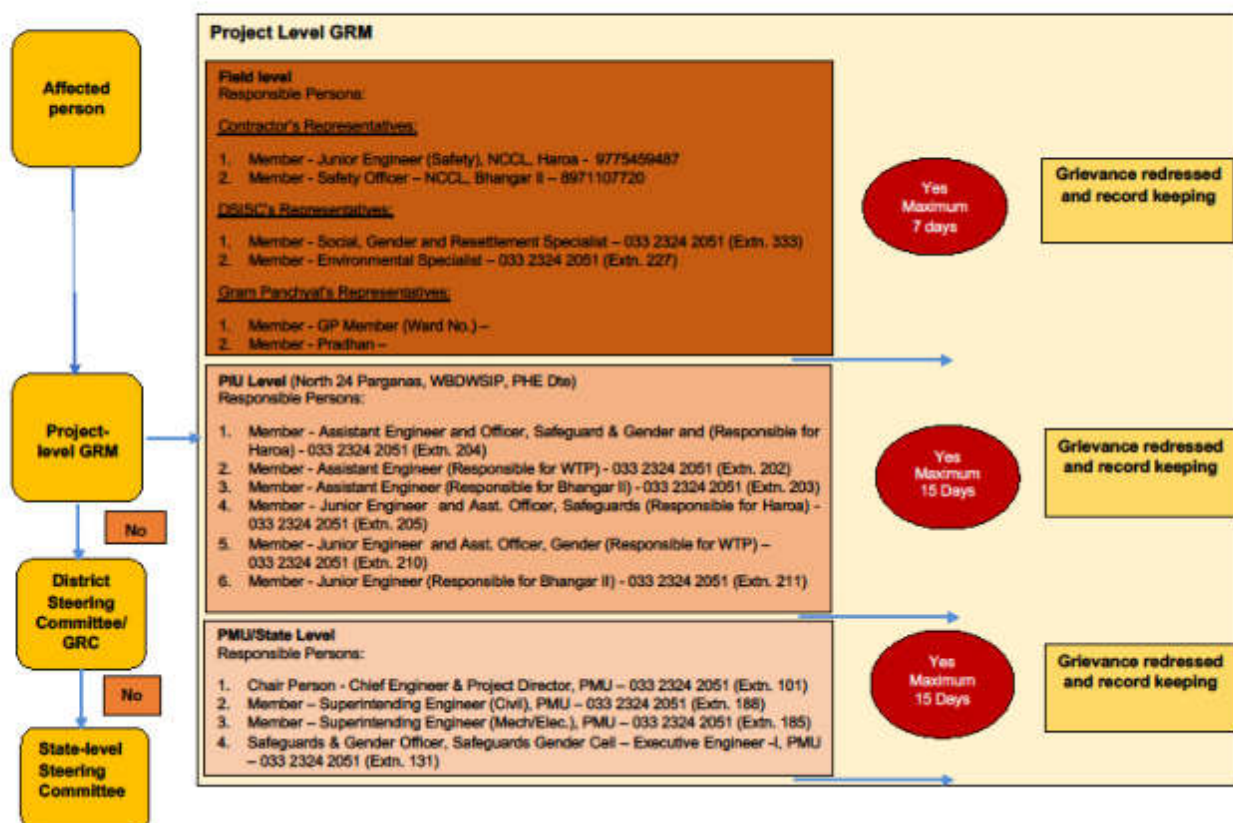 Affected
person
Project-
level GRM
No
District
Steering
Committee/
GRC
No
State-level
Steering
Committee
Project Level GRM
Field level
Responsible Persons:
Contractor's Representatives:
1. Member - Junior Engineer (Safety), NCCL, Haroa - 9775459487
2. Member - Safety Officer – NCCL, Bhangar II – 8971107720
DSISC's Representatives:
1. Member - Social, Gender and Resettlement Specialist – 033 2324 2051 (Extn. 333)
2. Member - Environmental Specialist – 033 2324 2051 (Extn. 227)
Gram Panchyat's Representatives:
1. Member - GP Member (Ward No.) –
2. Member - Pradhan –
Yes
Maximum
7 days
Grievance redressed
and record keeping
PIU Level (North 24 Parganas, WBDWSIP, PHE Dte)
Responsible Persons:
1. Member - Assistant Engineer and Officer, Safeguard & Gender and (Responsible for
Haroa) - 033 2324 2051 (Extn. 204)
2. Member - Assistant Engineer (Responsible for WTP) - 033 2324 2051 (Extn. 202)
3. Member - Assistant Engineer (Responsible for Bhangar II) - 033 2324 2051 (Extn. 203)
4. Member - Junior Engineer and Asst. Officer, Safeguards (Responsible for Haroa) -
033 2324 2051 (Extn. 205)
5. Member - Junior Engineer and Asst. Officer, Gender (Responsible for WTP) –
033 2324 2051 (Extn. 210)
6. Member - Junior Engineer (Responsible for Bhangar II) - 033 2324 2051 (Extn. 211)
Yes
Maximum
15 Days
Grievance redressed
and record keeping
PMU/State Level
Responsible Persons:
1. Chair Person - Chief Engineer & Project Director, PMU – 033 2324 2051 (Extn. 101)
2. Member – Superintending Engineer (Civil), PMU – 033 2324 2051 (Extn. 188)
3. Member – Superintending Engineer (Mech/Elec.), PMU – 033 2324 2051 (Extn. 185)
4. Safeguards & Gender Officer, Safeguards Gender Cell – Executive Engineer -I, PMU
– 033 2324 2051 (Extn. 131)
Yes
Maximum
15 Days
Grievance redressed
and record keeping